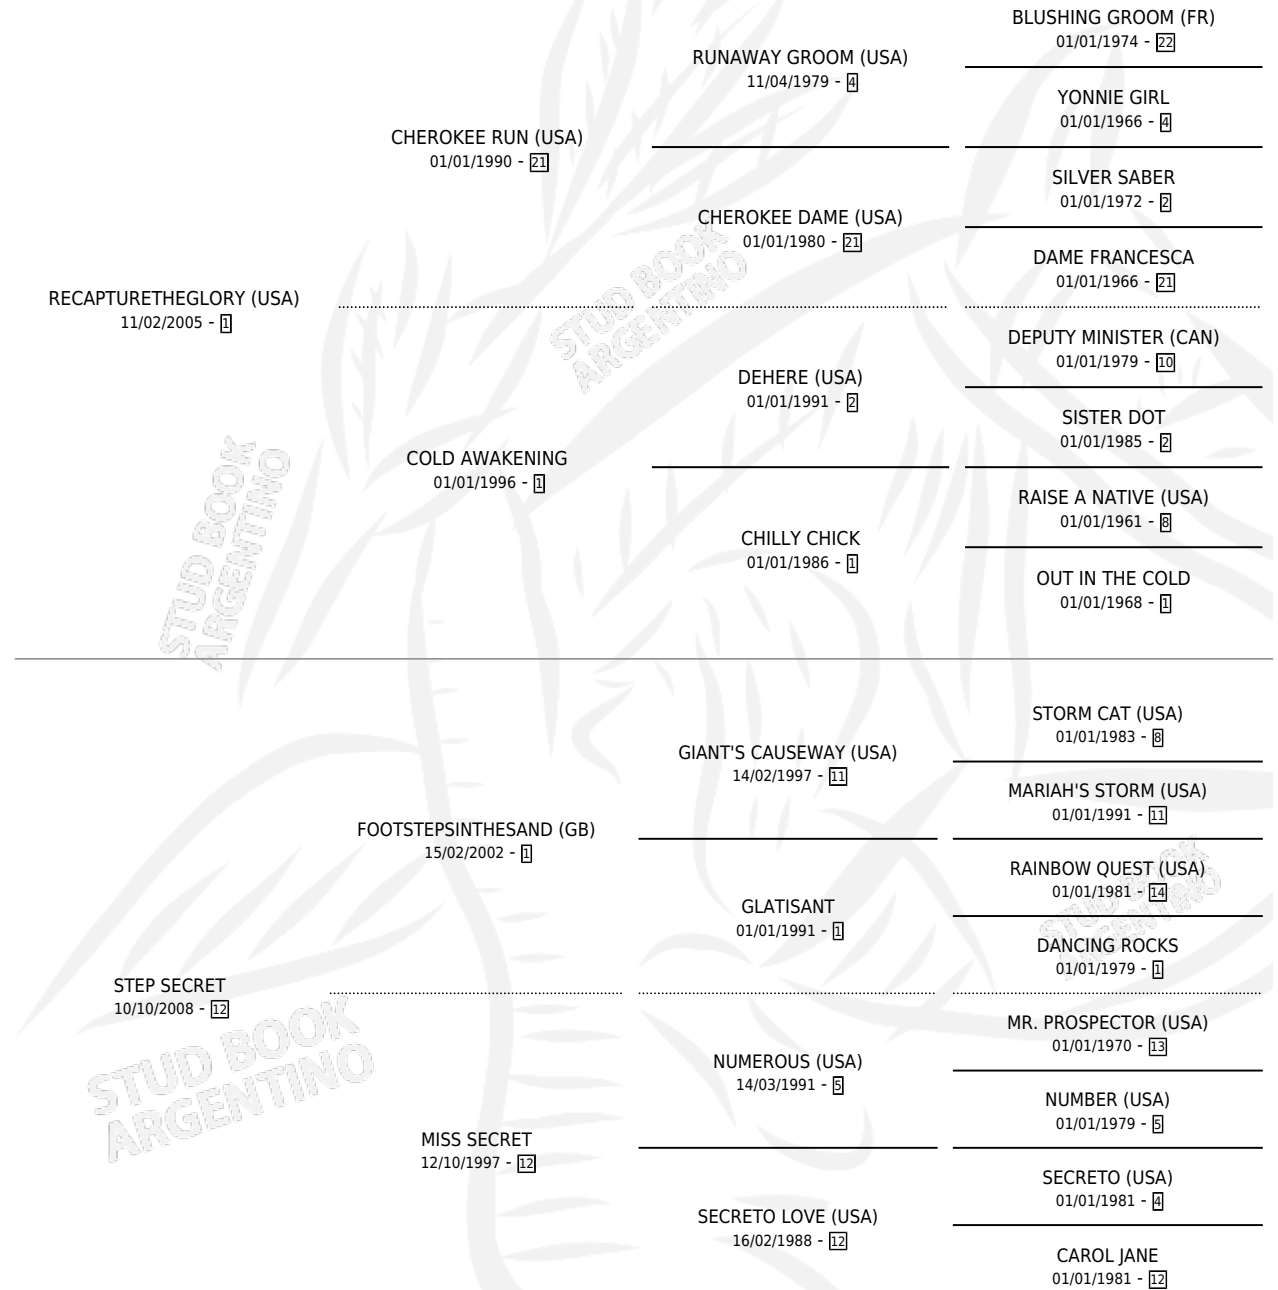 BLUSHING GROOM (FR)
01/01/1974 - 22
RUNAWAY GROOM (USA)
11/04/1979 - 4
YONNIE GIRL
01/01/1966 - 4
CHEROKEE RUN (USA)
01/01/1990 - 21
SILVER SABER
01/01/1972 - 2
CHEROKEE DAME (USA)
01/01/1980 - 21
DAME FRANCESCA
01/01/1966 - 21
RECAPTURETHEGLORY (USA)
11/02/2005 - 1
DEPUTY MINISTER (CAN)
01/01/1979 - 10
DEHERE (USA)
01/01/1991 - 2
SISTER DOT
01/01/1985 - 2
COLD AWAKENING
01/01/1996 - 1
RAISE A NATIVE (USA)
01/01/1961 - 8
CHILLY CHICK
01/01/1986 - 1
OUT IN THE COLD
01/01/1968 - 1
STORM CAT (USA)
01/01/1983 - 8
GIANT'S CAUSEWAY (USA)
14/02/1997 - 11
MARIAH'S STORM (USA)
01/01/1991 - 11
FOOTSTEPSINTHESAND (GB)
15/02/2002 - 1
RAINBOW QUEST (USA)
01/01/1981 - 14
GLATISANT
01/01/1991 - 1
DANCING ROCKS
01/01/1979 - 1
STEP SECRET
10/10/2008 - 12
MR. PROSPECTOR (USA)
01/01/1970 - 13
NUMEROUS (USA)
14/03/1991 - 5
NUMBER (USA)
01/01/1979 - 5
MISS SECRET
12/10/1997 - 12
SECRETO (USA)
01/01/1981 - 4
SECRETO LOVE (USA)
16/02/1988 - 12
CAROL JANE
01/01/1981 - 12
STUD BOOK
ARGENTINO
STUD BOOK
ARGENTINO
STUD BOOK
ARGENTINO
STUD BOOK
ARGENTINO